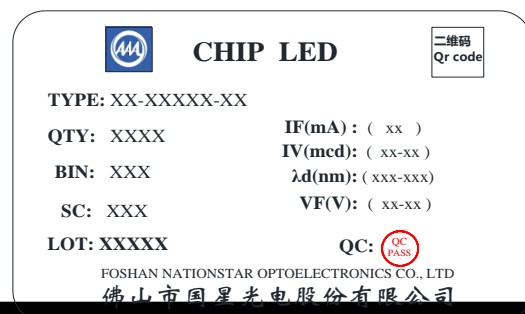 CHIP LED
二维码
Qr code
TYPE: XX-XXXXX-XX
QTY: XXXX
IF(mA) : ( xx )
IV(mcd): ( xx-xx )
BIN: XXX
λd(nm): ( xxx-xxx)
SC: XXX
VF(V): ( xx-xx )
LOT: XXXXX
QC: QC PASS
FOSHAN NATIONSTAR OPTOELECTRONICS CO., LTD
佛山市国星光电股份有限公司